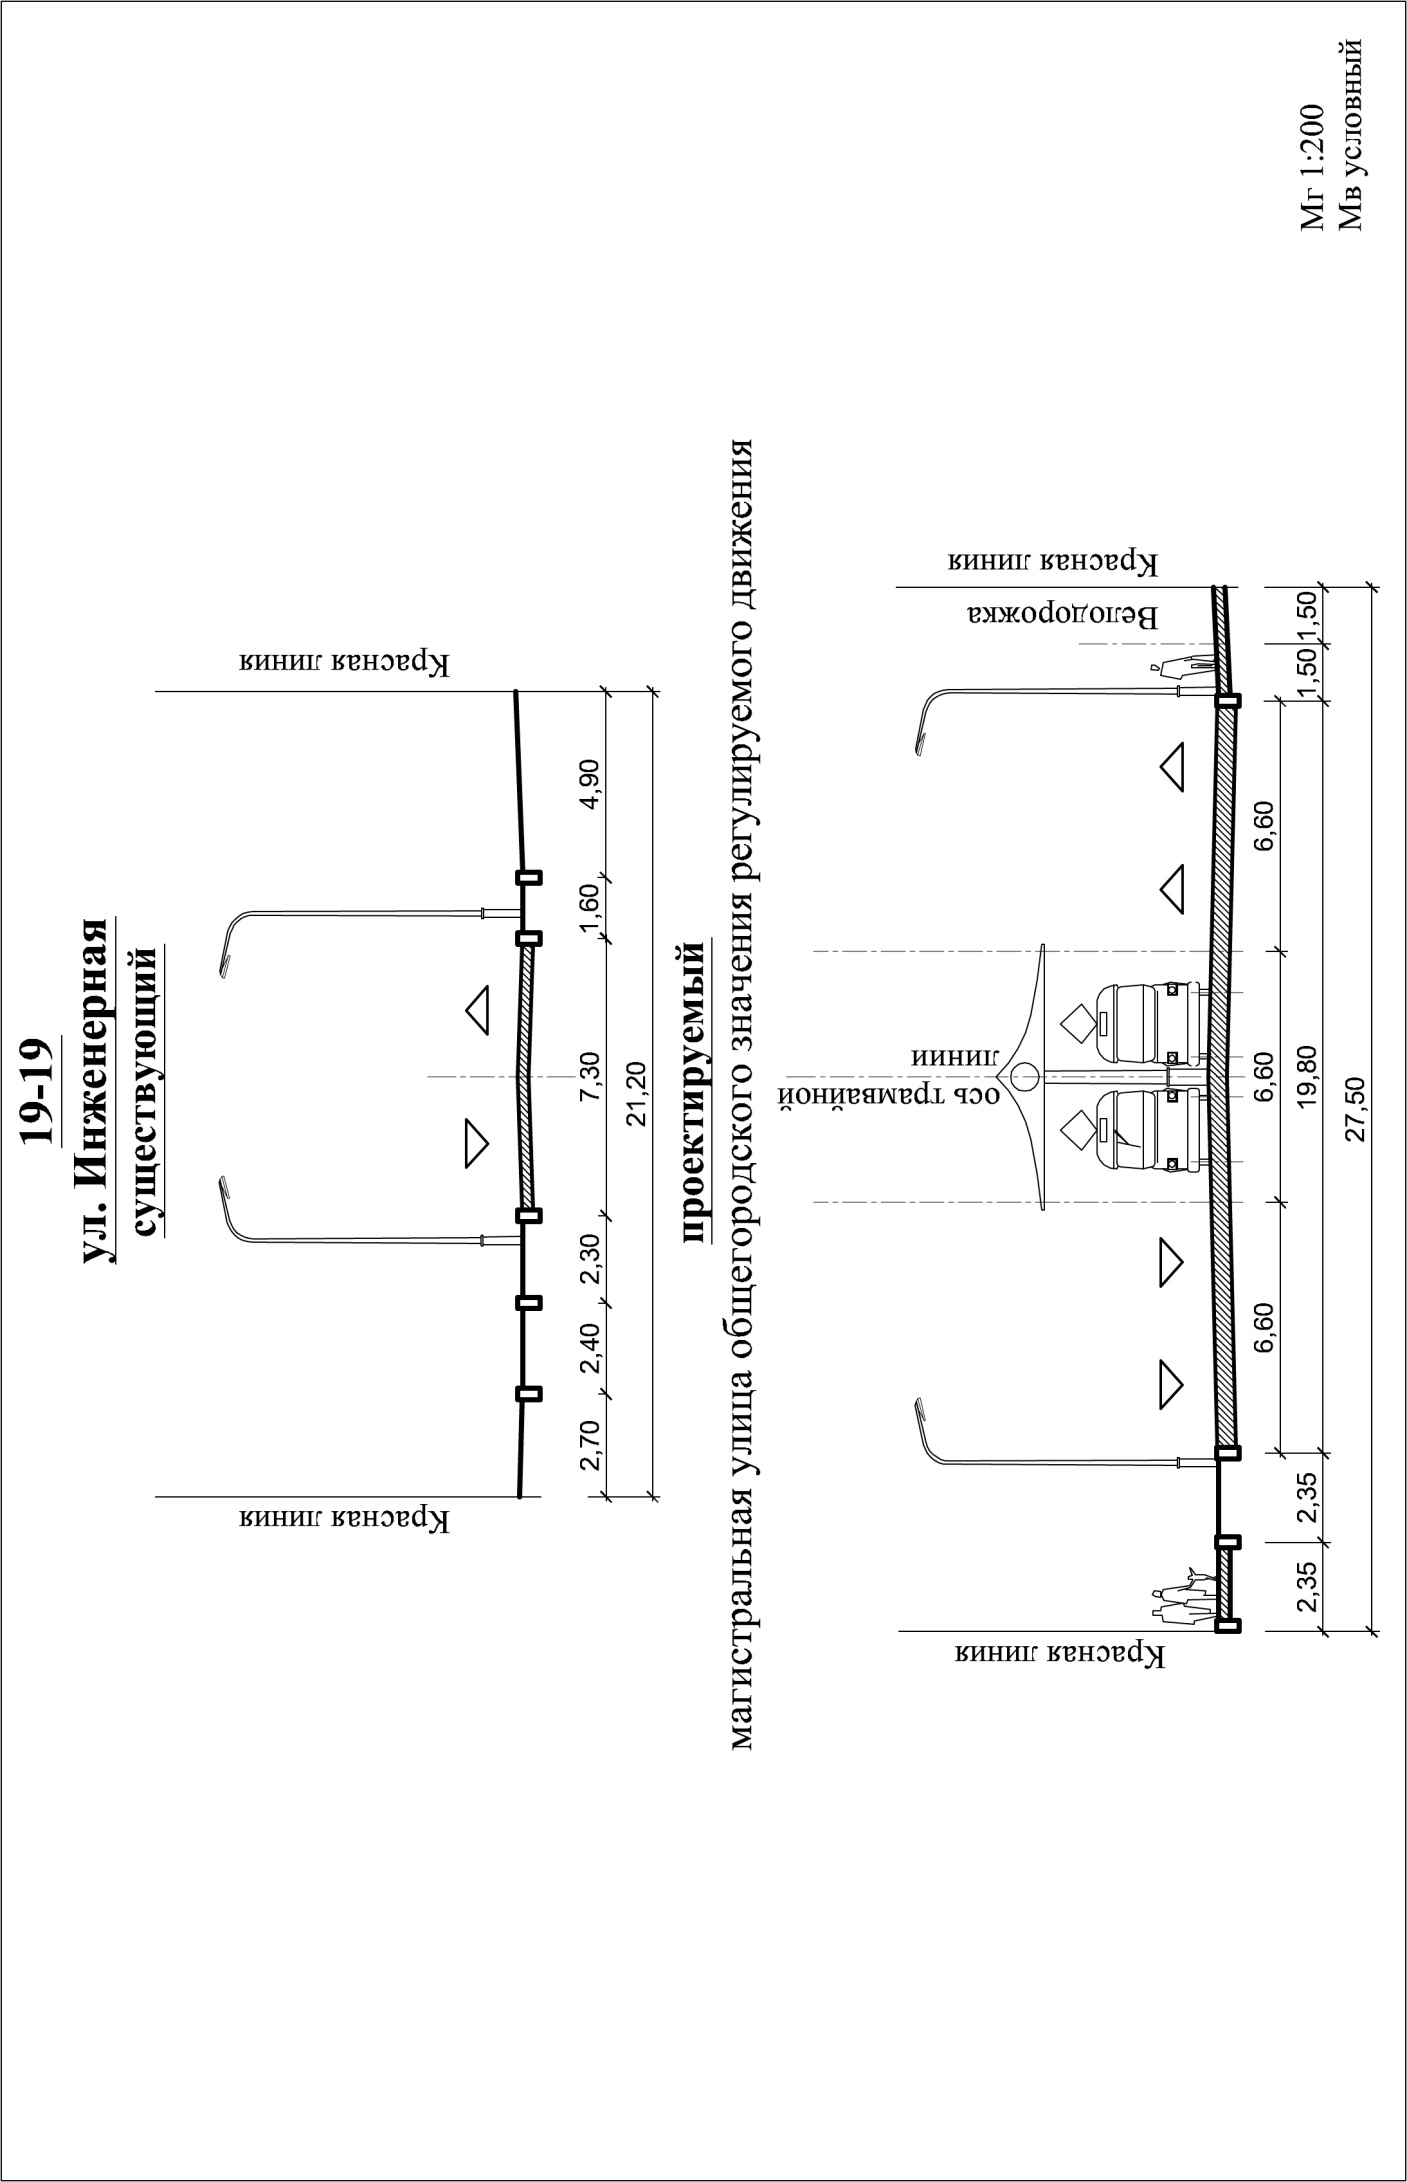 19-19
ул. Инженерная
существующий
Красная линия
Красная линия
2,70
2,40
2,30
7,30
1,60
4,90
21,20
проектируемый
магистральная улица общегородского значения регулируемого движения
Красная линия
ось трамвайной
линии
Велодорожка
Красная линия
6,60
6,60
6,60
2,35
2,35
19,80
1,50
1,50
27,50
Мг 1:200
Мв условный